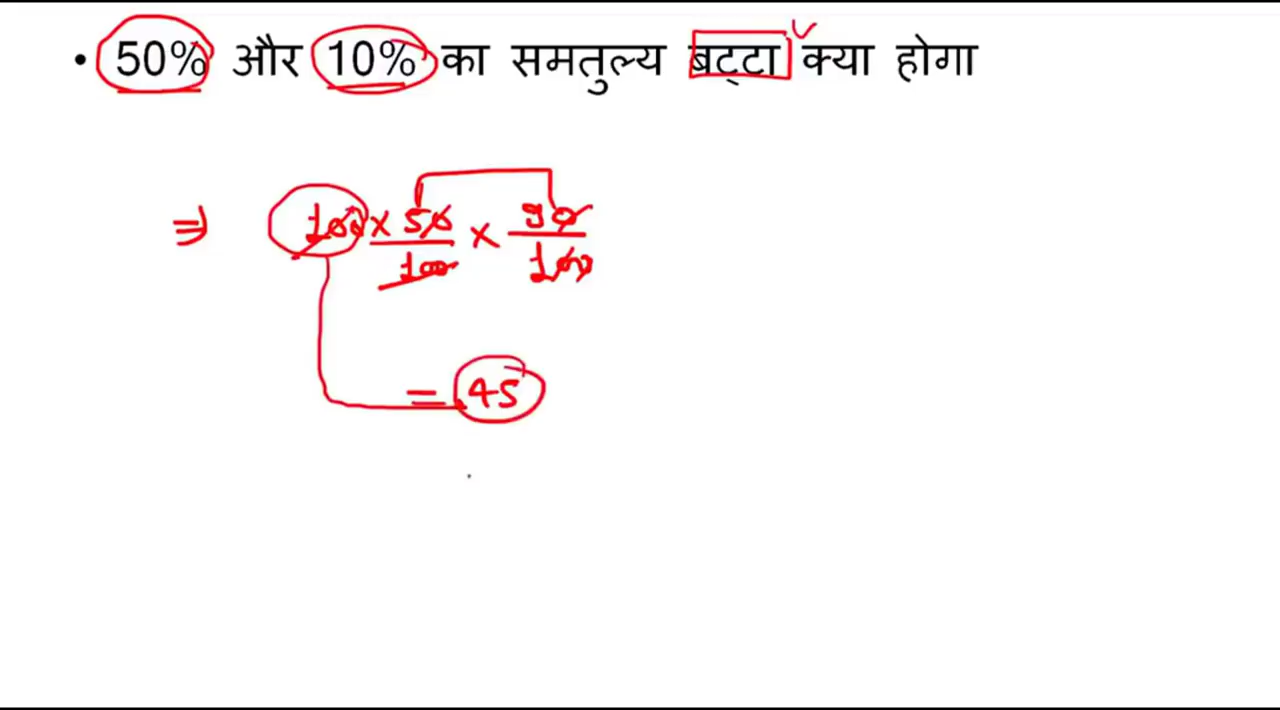 • 50% और 10% का समतुल्य बट्टा क्या होगा
⇒ 100 × 50/100 × 90/100
= 45